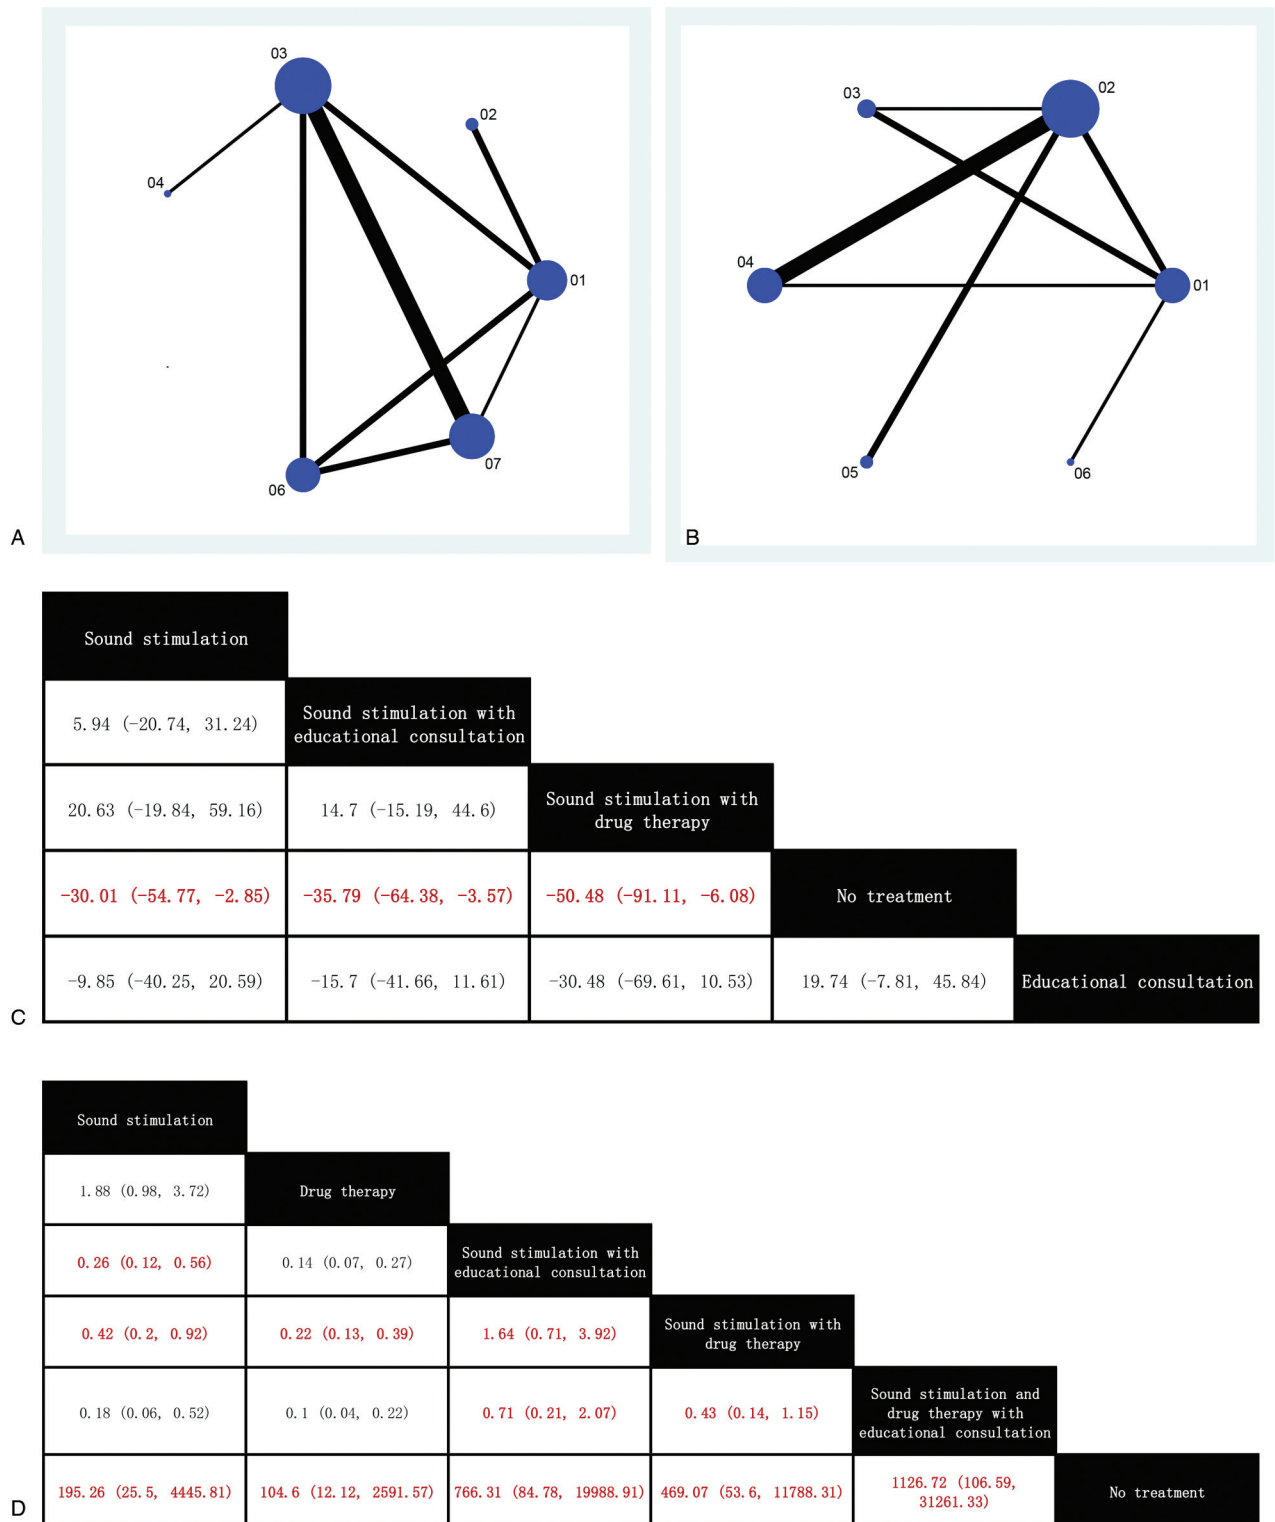 03
02
04
01
07
06
A
03
02
04
01
05
06
B
Sound stimulation
5.94 (-20.74, 31.24)
Sound stimulation with
educational consultation
20.63 (-19.84, 59.16)
14.7 (-15.19, 44.6)
Sound stimulation with
drug therapy
-30.01 (-54.77, -2.85)
-35.79 (-64.38, -3.57)
-50.48 (-91.11, -6.08)
No treatment
-9.85 (-40.25, 20.59)
-15.7 (-41.66, 11.61)
-30.48 (-69.61, 10.53)
19.74 (-7.81, 45.84)
Educational consultation
C
Sound stimulation
1.88 (0.98, 3.72)
Drug therapy
0.26 (0.12, 0.56)
0.14 (0.07, 0.27)
Sound stimulation with
educational consultation
0.42 (0.2, 0.92)
0.22 (0.13, 0.39)
1.64 (0.71, 3.92)
Sound stimulation with
drug therapy
0.18 (0.06, 0.52)
0.1 (0.04, 0.22)
0.71 (0.21, 2.07)
0.43 (0.14, 1.15)
Sound stimulation and
drug therapy with
educational consultation
195.26 (25.5, 4445.81)
104.6 (12.12, 2591.57)
766.31 (84.78, 19988.91)
469.07 (53.6, 11788.31)
1126.72 (106.59,
31261.33)
No treatment
D